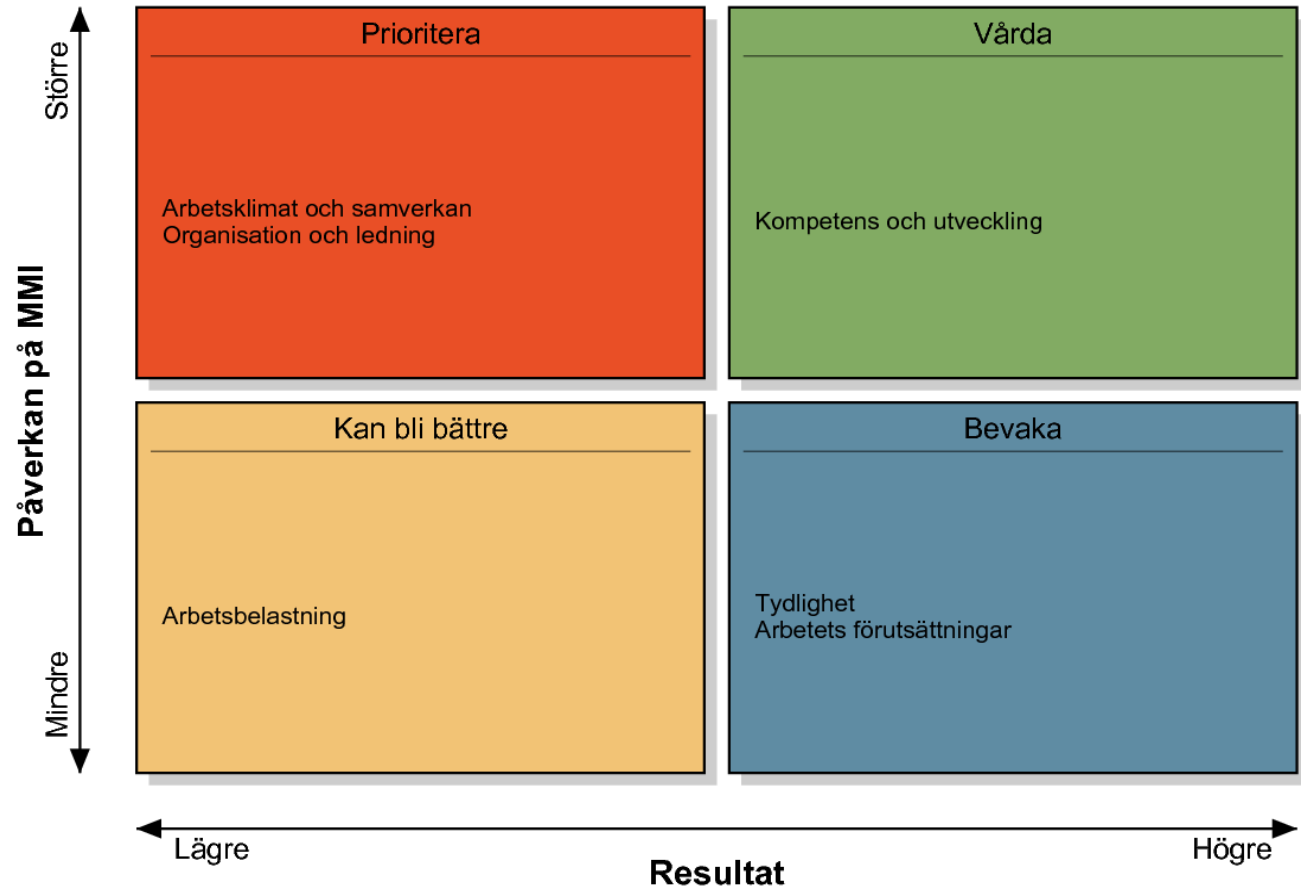 Större
Påverkan på MMI
Mindre
Prioritera
Arbetsklimat och samverkan
Organisation och ledning
Vårda
Kompetens och utveckling
Kan bli bättre
Arbetsbelastning
Bevaka
Tydlighet
Arbetets förutsättningar
Lägre
Resultat
Högre